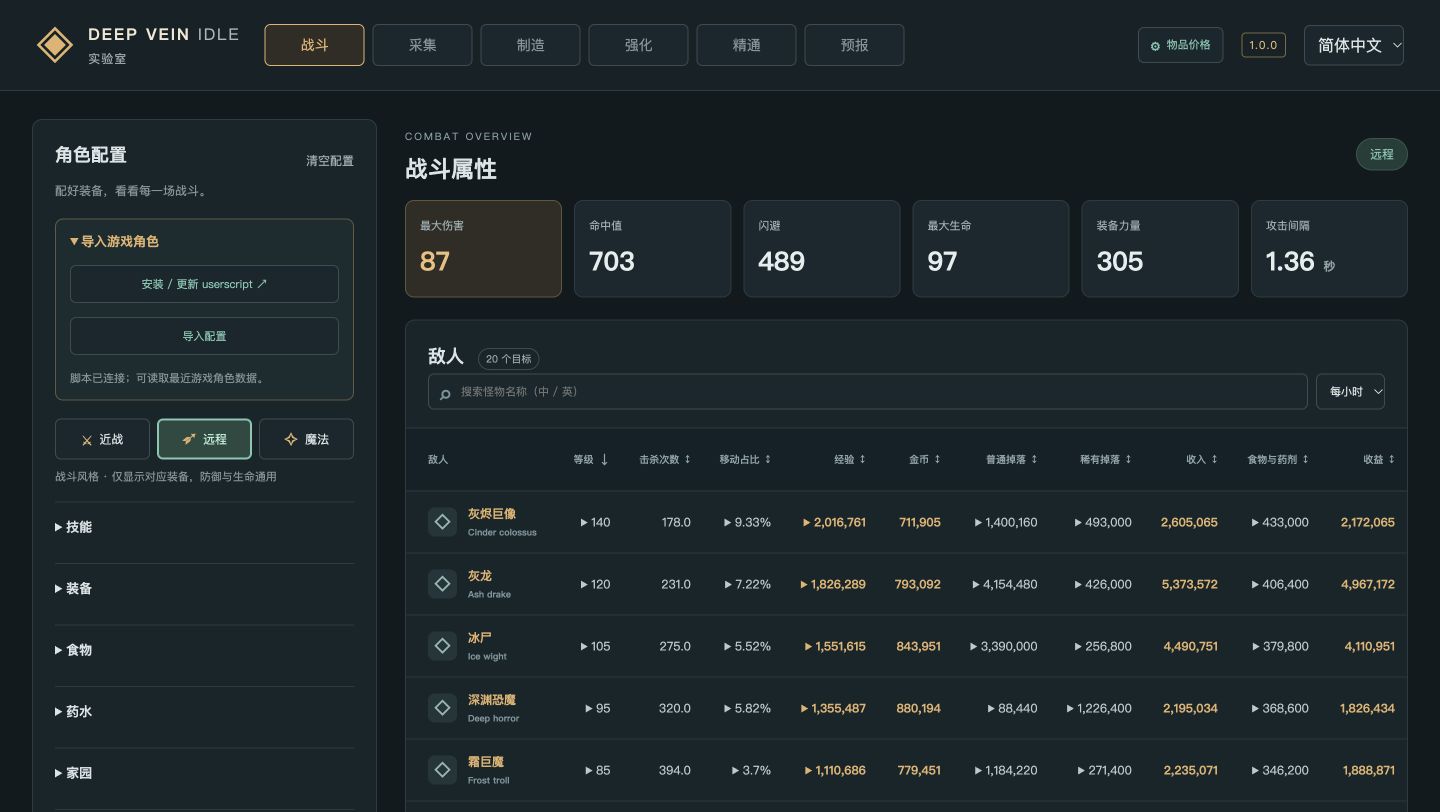 DEEP VEIN IDLE
实验室
战斗
采集
制造
强化
精通
预报
物品价格
1.0.0
简体中文
角色配置
清空配置
配好装备，看看每一场战斗。
▼导入游戏角色
安装 / 更新 userscript ↗
导入配置
脚本已连接；可读取最近游戏角色数据。
近战
远程
魔法
战斗风格 · 仅显示对应装备，防御与生命通用
▶ 技能
▶ 装备
▶ 食物
▶ 药水
▶ 家园
COMBAT OVERVIEW
战斗属性
远程
最大伤害
87
命中值
703
闪避
489
最大生命
97
装备力量
305
攻击间隔
1.36 秒
敌人 20 个目标
搜索怪物名称（中 / 英）
每小时
敌人 等级 ↓ 击杀次数 ↕ 移动占比 ↕ 经验 ↕ 金币 ↕ 普通掉落 ↕ 稀有掉落 ↕ 收入 ↕ 食物与药剂 ↕ 收益 ↕
灰烬巨像
Cinder colossus
▶ 140 178.0 ▶ 9.33% ▶ 2,016,761 711,905 ▶ 1,400,160 ▶ 493,000 2,605,065 ▶ 433,000 2,172,065
灰龙
Ash drake
▶ 120 231.0 ▶ 7.22% ▶ 1,826,289 793,092 ▶ 4,154,480 ▶ 426,000 5,373,572 ▶ 406,400 4,967,172
冰尸
Ice wight
▶ 105 275.0 ▶ 5.52% ▶ 1,551,615 843,951 ▶ 3,390,000 ▶ 256,800 4,490,751 ▶ 379,800 4,110,951
深渊恐魔
Deep horror
▶ 95 320.0 ▶ 5.82% ▶ 1,355,487 880,194 ▶ 88,440 ▶ 1,226,400 2,195,034 ▶ 368,600 1,826,434
霜巨魔
Frost troll
▶ 85 394.0 ▶ 3.7% ▶ 1,110,686 779,451 ▶ 1,184,220 ▶ 271,400 2,235,071 ▶ 346,200 1,888,871